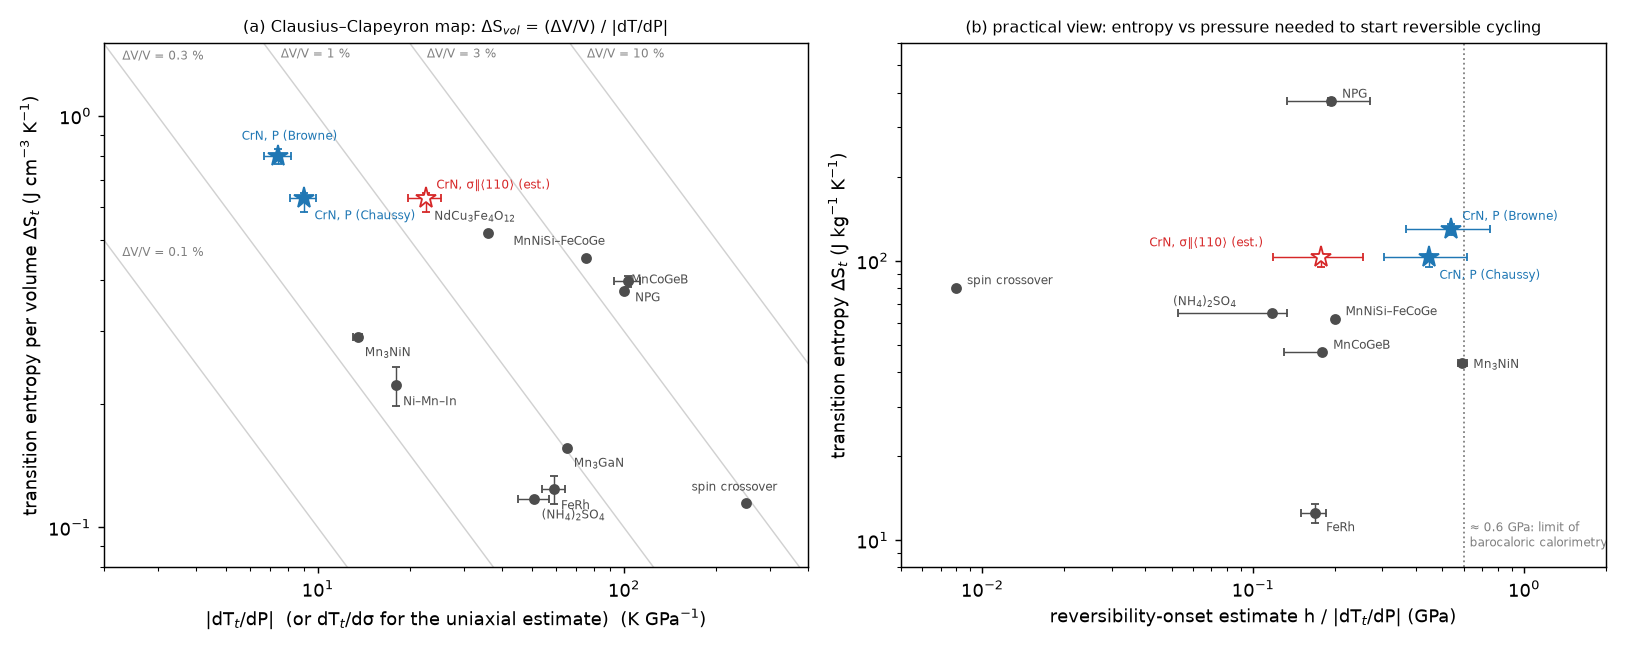 (a) Clausius–Clapeyron map: ΔS_vol = (ΔV/V) / |dT/dP|
ΔV/V = 0.3 %
ΔV/V = 1 %
ΔV/V = 3 %
ΔV/V = 10 %
CrN, P (Browne)
CrN, σ∥⟨110⟩ (est.)
CrN, P (Chaussy)
NdCu₃Fe₄O₁₂
MnNiSi–FeCoGe
ΔV/V = 0.1 %
MnCoGeB
NPG
Mn₃NiN
Ni–Mn–In
Mn₃GaN
spin crossover
FeRh
(NH₄)₂SO₄
10⁰
10⁻¹
10¹
10²
transition entropy per volume ΔSₜ (J cm⁻³ K⁻¹)
|dTₜ/dP| (or dTₜ/dσ for the uniaxial estimate) (K GPa⁻¹)
(b) practical view: entropy vs pressure needed to start reversible cycling
NPG
CrN, P (Browne)
CrN, σ∥⟨110⟩ (est.)
CrN, P (Chaussy)
spin crossover
(NH₄)₂SO₄
MnNiSi–FeCoGe
MnCoGeB
Mn₃NiN
FeRh
≈ 0.6 GPa: limit of
barocaloric calorimetry
10²
10¹
10⁻²
10⁻¹
10⁰
transition entropy ΔSₜ (J kg⁻¹ K⁻¹)
reversibility-onset estimate h / |dTₜ/dP| (GPa)